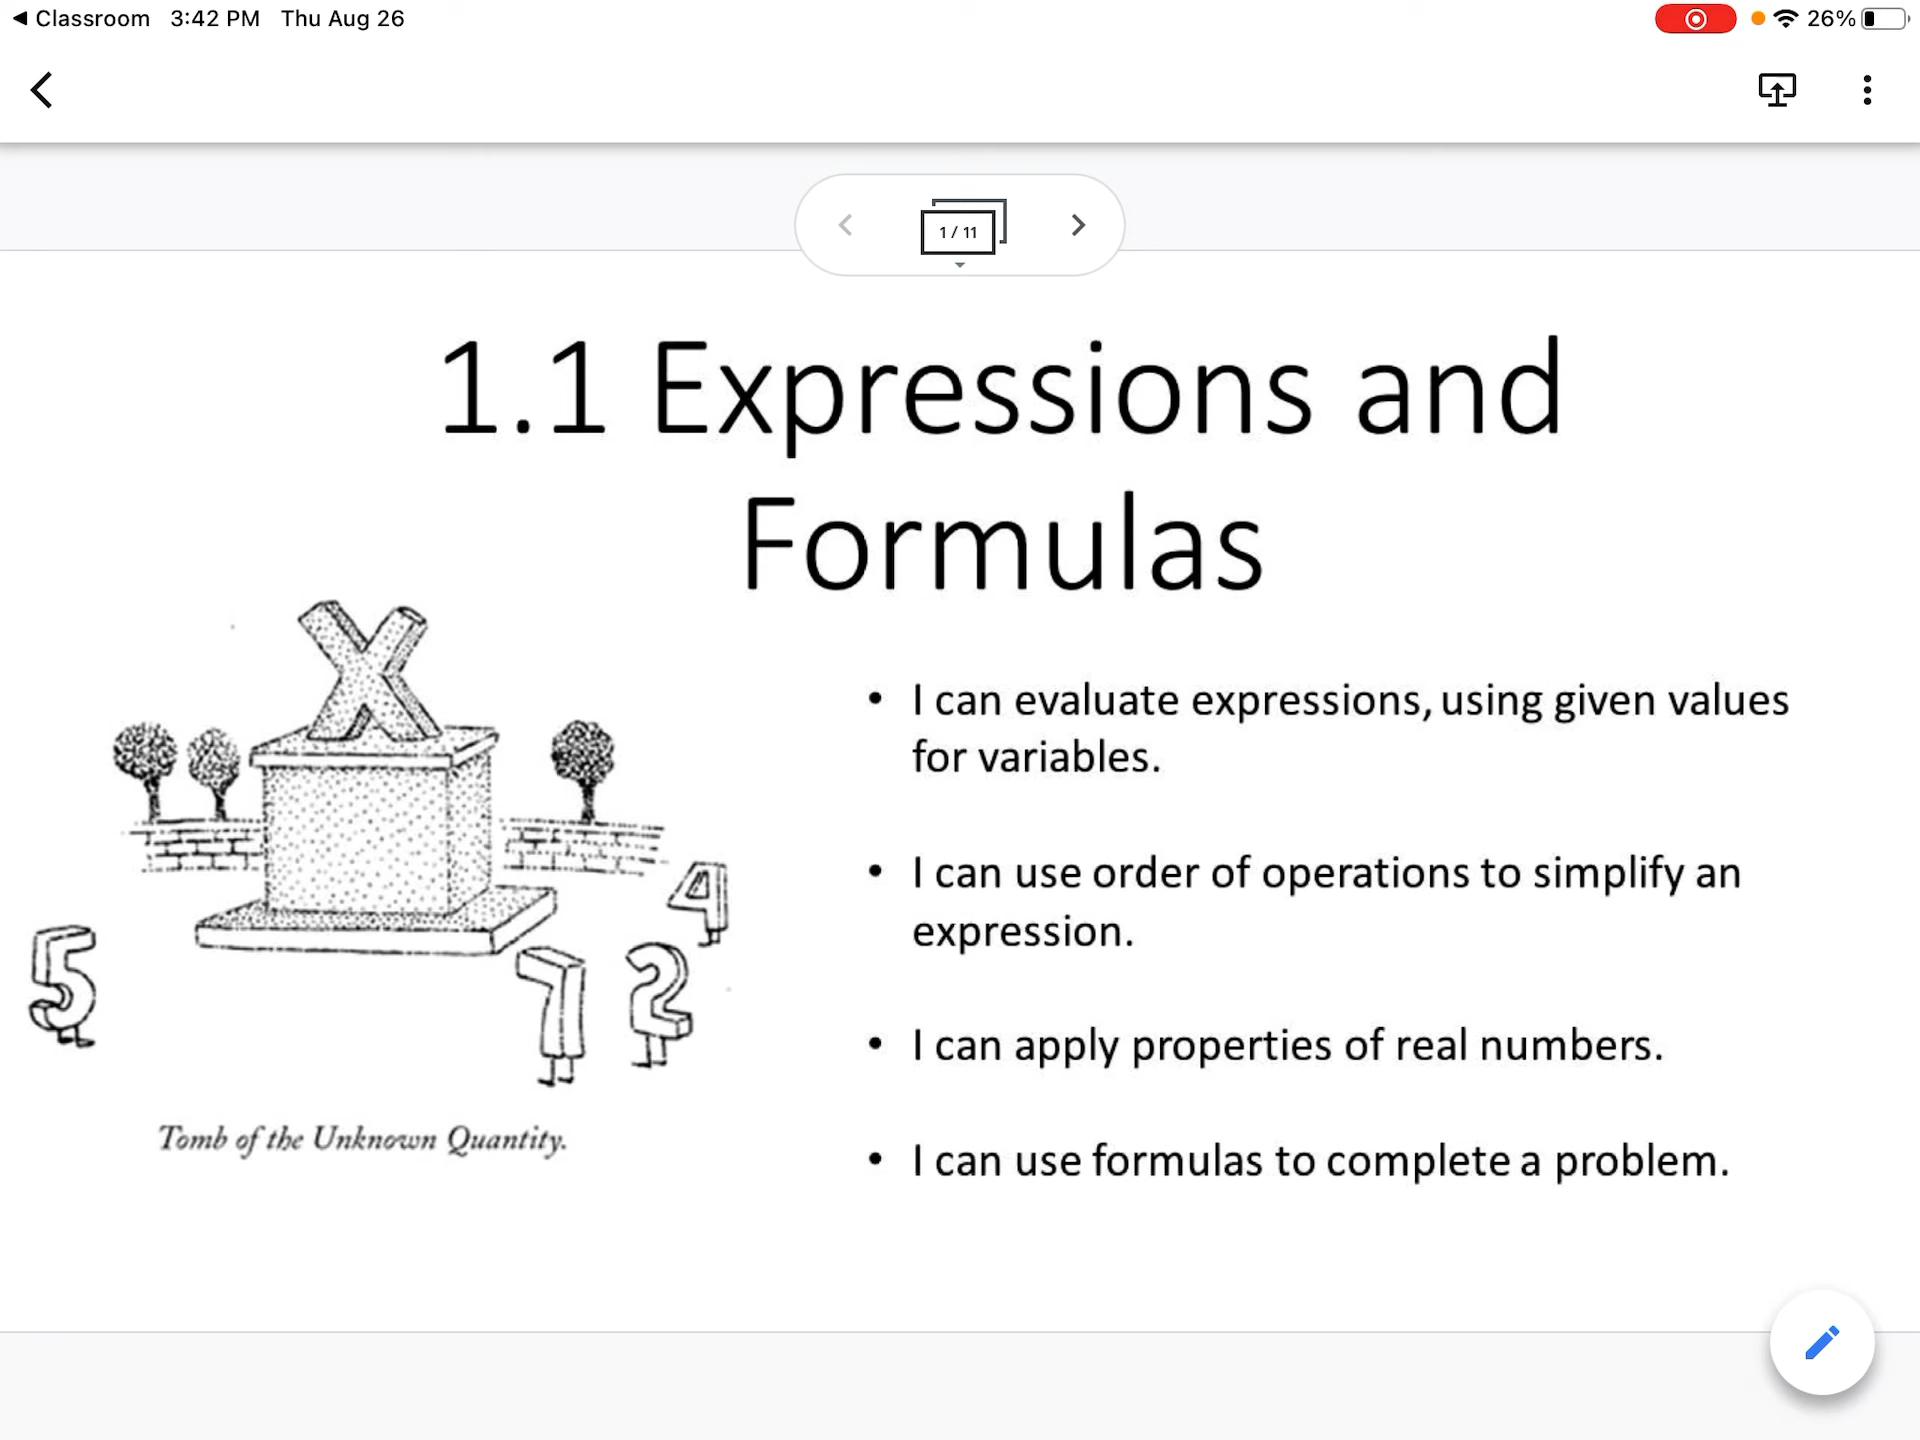 Classroom 3:42 PM Thu Aug 26
26%
1 / 11
1.1 Expressions and
Formulas
X
5
7
2
4
Tomb of the Unknown Quantity.
• I can evaluate expressions, using given values
for variables.
• I can use order of operations to simplify an
expression.
• I can apply properties of real numbers.
• I can use formulas to complete a problem.